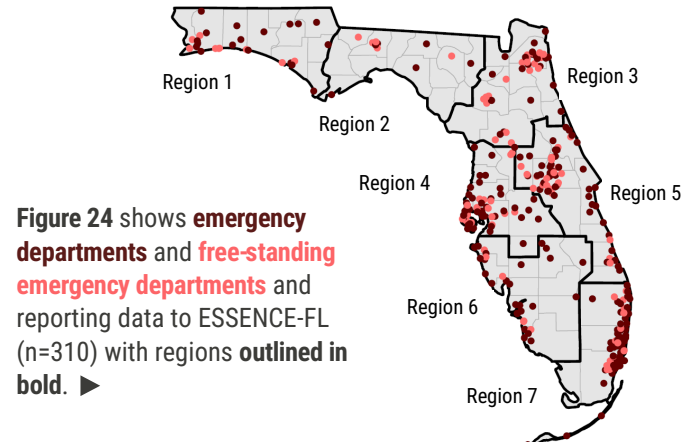 Region 1
Region 2
Region 3
Region 4
Region 5
Region 6
Region 7
Figure 24 shows emergency
departments and free-standing
emergency departments and
reporting data to ESSENCE-FL
(n=310) with regions outlined in
bold. ►